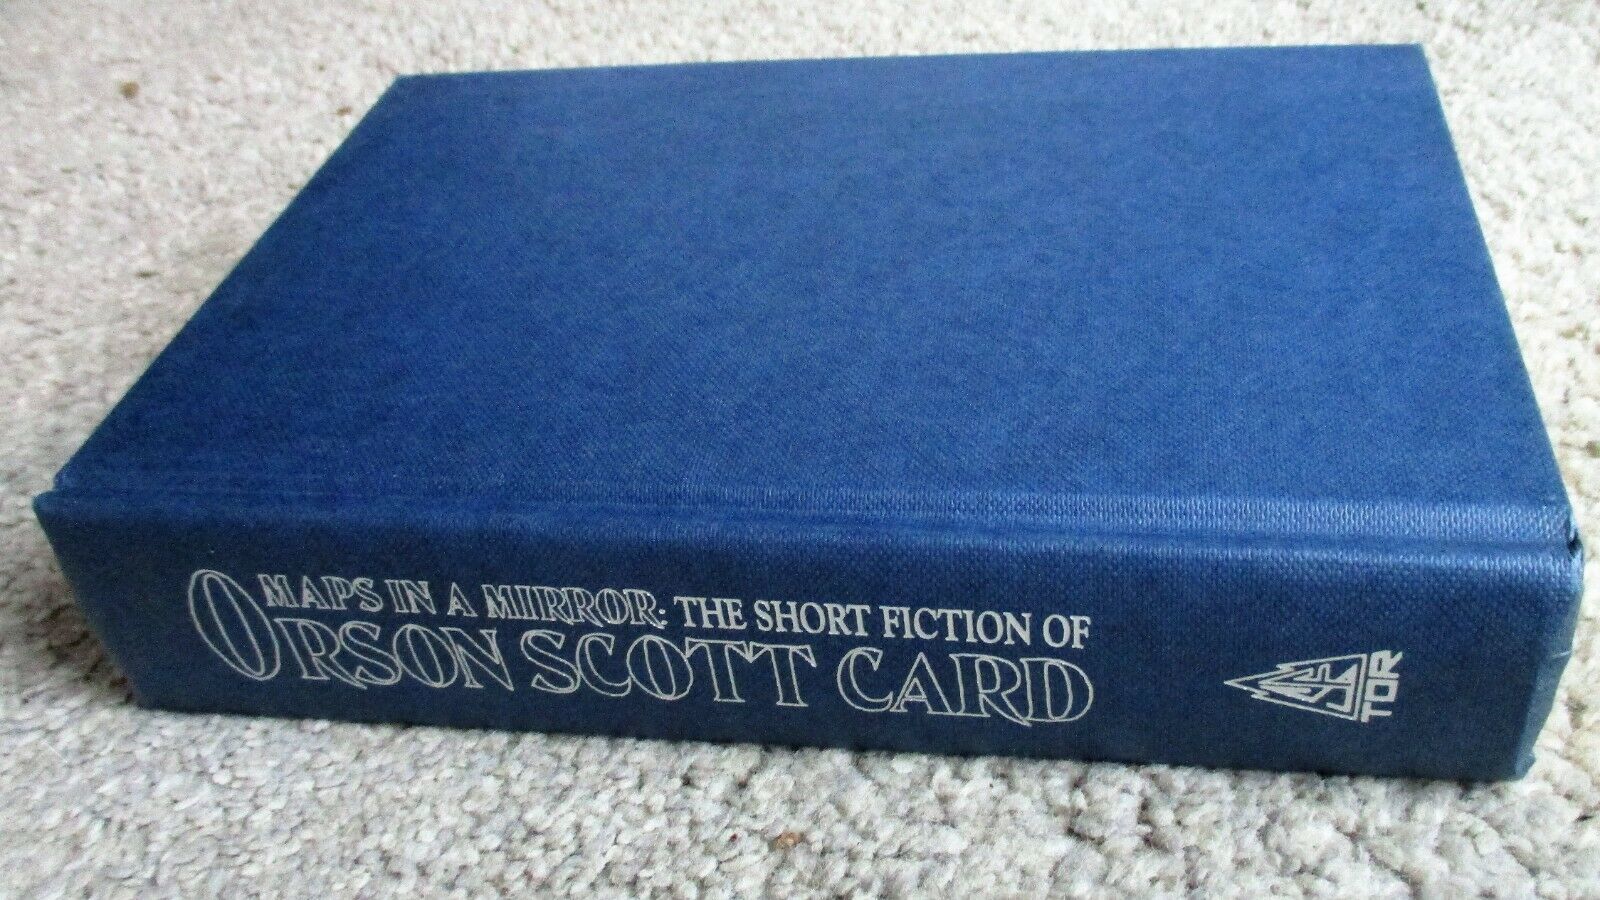 MAPS IN A MIRROR: THE SHORT FICTION OF
ORSON SCOTT CARD
TOR